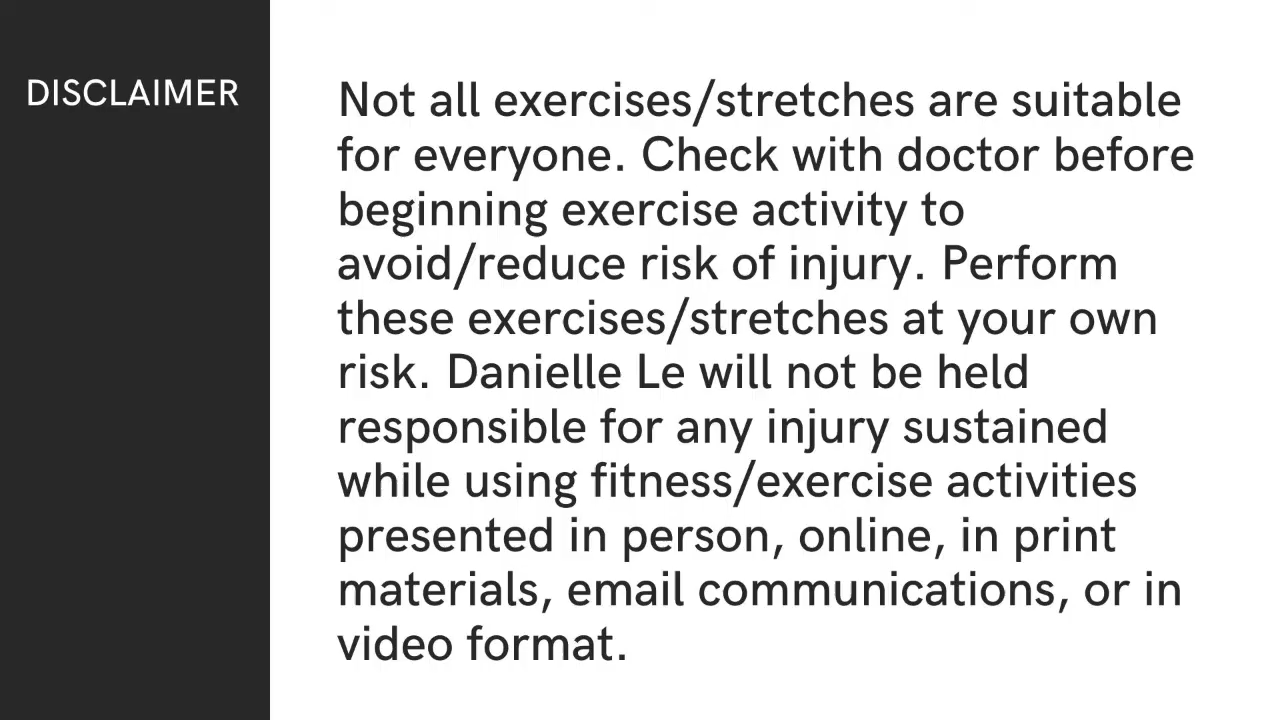 DISCLAIMER
Not all exercises/stretches are suitable
for everyone. Check with doctor before
beginning exercise activity to
avoid/reduce risk of injury. Perform
these exercises/stretches at your own
risk. Danielle Le will not be held
responsible for any injury sustained
while using fitness/exercise activities
presented in person, online, in print
materials, email communications, or in
video format.